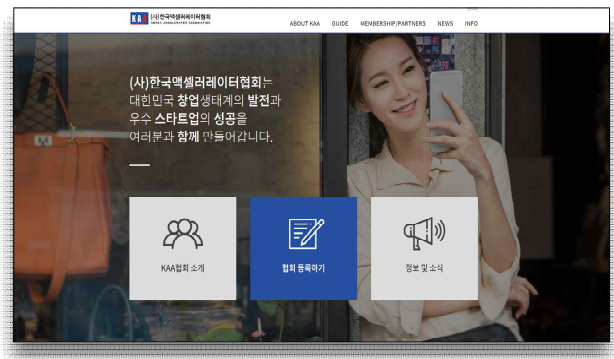 KAA (사)한국액셀러레이터협회
KOREA ACCELERATOR ASSOCIATION
ABOUT KAA GUIDE MEMBERSHIP/PARTNERS NEWS INFO
(사)한국액셀러레이터협회는
대한민국 창업생태계의 발전과
우수 스타트업의 성공을
여러분과 함께 만들어갑니다.
KAA협회 소개
협회 등록하기
정보 및 소식